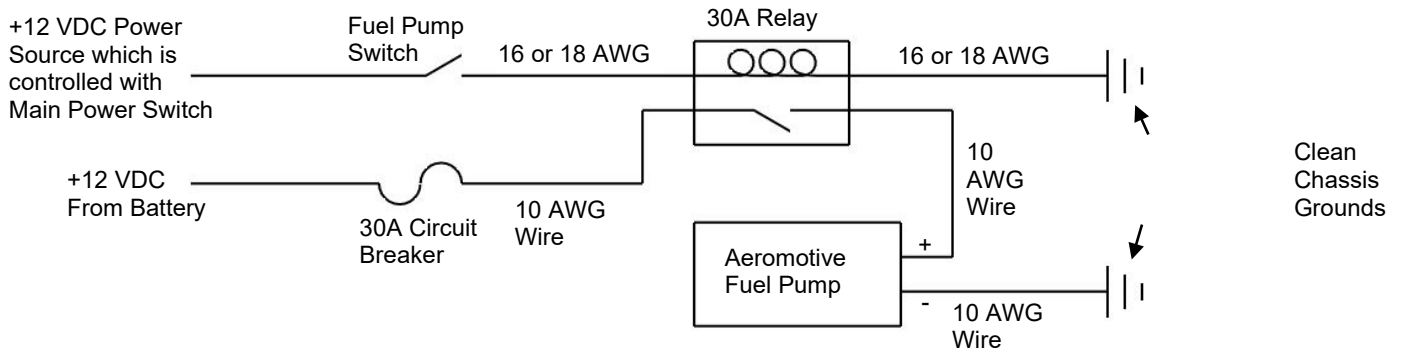 +12 VDC Power
Source which is
controlled with
Main Power Switch
Fuel Pump
Switch
16 or 18 AWG
30A Relay
16 or 18 AWG
+12 VDC
From Battery
30A Circuit
Breaker
10 AWG
Wire
10
AWG
Wire
Clean
Chassis
Grounds
Aeromotive
Fuel Pump
+
-
10 AWG
Wire